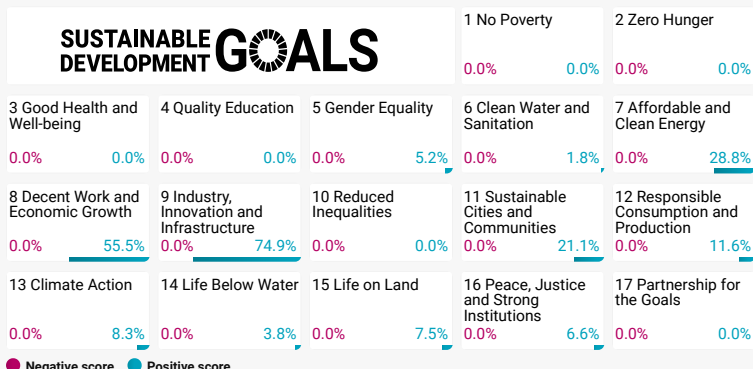 SUSTAINABLE
DEVELOPMENT
GOALS
1 No Poverty
0.0% 0.0%
2 Zero Hunger
0.0% 0.0%
3 Good Health and
Well-being
0.0% 0.0%
4 Quality Education
0.0% 0.0%
5 Gender Equality
0.0% 5.2%
6 Clean Water and
Sanitation
0.0% 1.8%
7 Affordable and
Clean Energy
0.0% 28.8%
8 Decent Work and
Economic Growth
0.0% 55.5%
9 Industry,
Innovation and
Infrastructure
0.0% 74.9%
10 Reduced
Inequalities
0.0% 0.0%
11 Sustainable
Cities and
Communities
0.0% 21.1%
12 Responsible
Consumption and
Production
0.0% 11.6%
13 Climate Action
0.0% 8.3%
14 Life Below Water
0.0% 3.8%
15 Life on Land
0.0% 7.5%
16 Peace, Justice
and Strong
Institutions
0.0% 6.6%
17 Partnership for
the Goals
0.0% 0.0%
Negative score Positive score